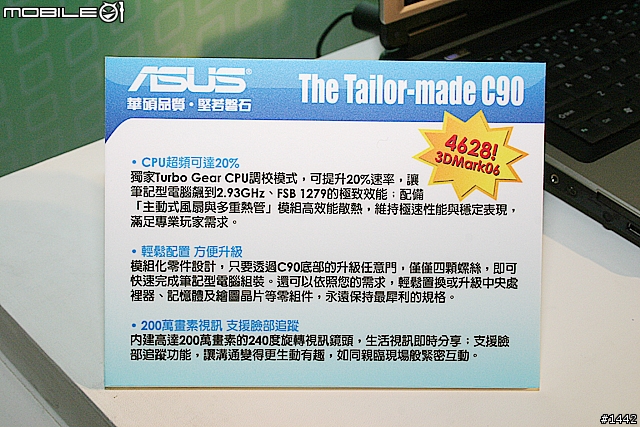 MOBILE01
ASUS®
華碩品質·堅若磐石
The Tailor-made C90
4628!
3DMark06
• CPU超頻可達20%
獨家Turbo Gear CPU調校模式，可提升20%速率，讓
筆記型電腦飆到2.93GHz、FSB 1279的極致效能；配備
「主動式風扇與多重熱管」模組高效能散熱，維持極速性能與穩定表現，
滿足專業玩家需求。
• 輕鬆配置 方便升級
模組化零件設計，只要透過C90底部的升級任意門，僅僅四顆螺絲，即可
快速完成筆記型電腦組裝。還可以依照您的需求，輕鬆置換或升級中央處
理器、記憶體及繪圖晶片等零組件，永遠保持最犀利的規格。
• 200萬畫素視訊 支援臉部追蹤
內建高達200萬畫素的240度旋轉視訊鏡頭，生活視訊即時分享；支援臉
部追蹤功能，讓溝通變得更生動有趣，如同親臨現場般緊密互動。
#1442